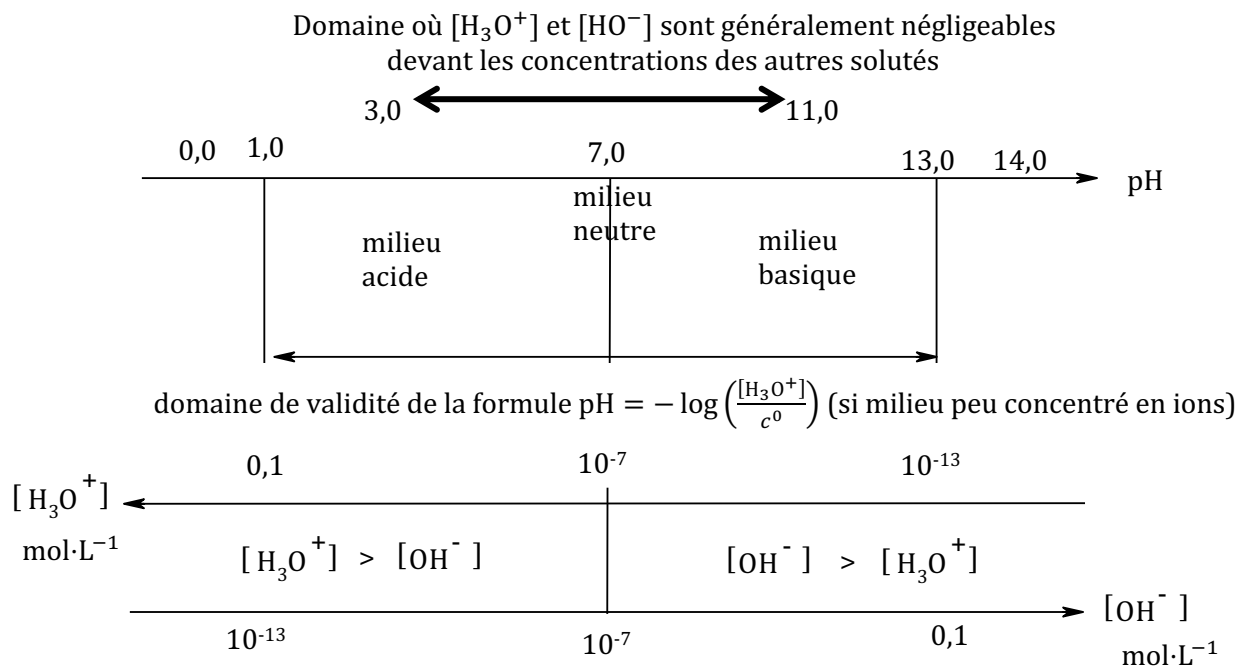 Domaine où [H₃O⁺] et [HO⁻] sont généralement négligeables
devant les concentrations des autres solutés
3,0 11,0
0,0 1,0 7,0 13,0 14,0
pH
milieu
neutre
milieu
acide
milieu
basique
domaine de validité de la formule pH = − log ([H₃O⁺]/c⁰) (si milieu peu concentré en ions)
0,1 10⁻⁷ 10⁻¹³
[H₃O⁺]
mol·L⁻¹
[H₃O⁺] > [OH⁻] [OH⁻] > [H₃O⁺]
[OH⁻]
mol·L⁻¹
10⁻¹³ 10⁻⁷ 0,1